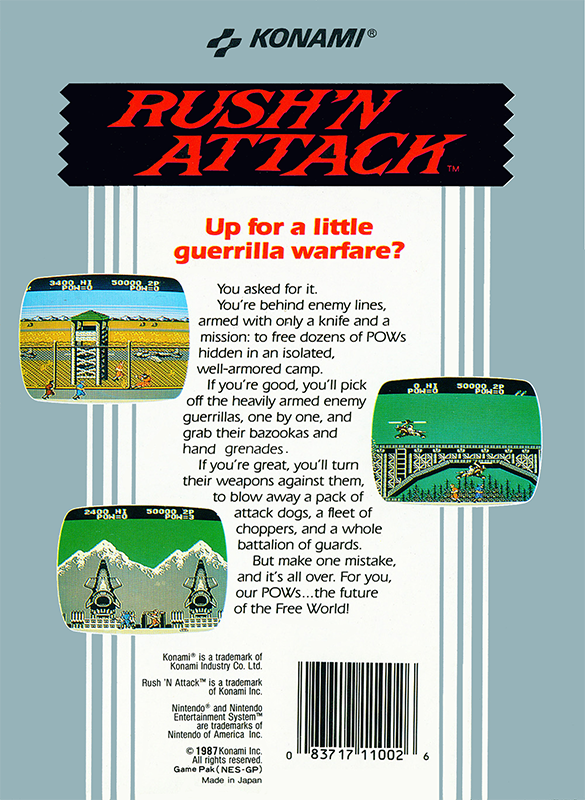 KONAMI®
RUSH'N
ATTACK™
Up for a little
guerrilla warfare?
You asked for it.
You're behind enemy lines,
armed with only a knife and a
mission: to free dozens of POWs
hidden in an isolated,
well-armored camp.
If you're good, you'll pick
off the heavily armed enemy
guerrillas, one by one, and
grab their bazookas and
hand grenades.
If you're great, you'll turn
their weapons against them,
to blow away a pack of
attack dogs, a fleet of
choppers, and a whole
battalion of guards.
But make one mistake,
and it's all over. For you,
our POWs...the future
of the Free World!
3400 HI 50000 2P
POW=0 POW=0
0 HI 50000 2P
POW=0 POW=0
2400 HI 50000 2P
POW=0 POW=3
Konami® is a trademark of
Konami Industry Co. Ltd.
Rush 'N Attack™ is a trademark
of Konami Inc.
Nintendo® and Nintendo
Entertainment System™
are trademarks of
Nintendo of America Inc.
© 1987 Konami Inc.
All rights reserved.
Game Pak (NES-GP)
Made in Japan
0 83717 11002 6